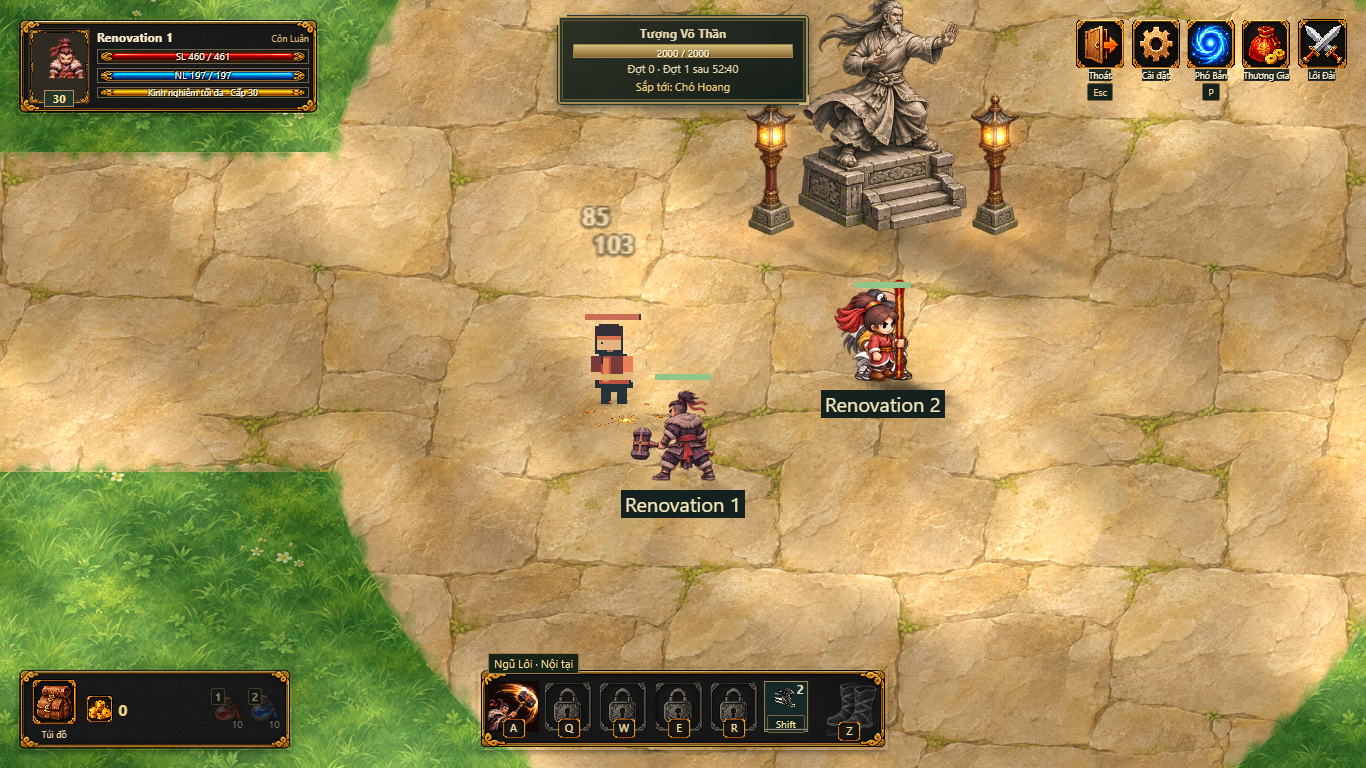 Renovation 1
Côn Luân
SL 460 / 461
NL 197 / 197
Kinh nghiệm tối đa - Cấp 30
30
Tượng Võ Thần
2000 / 2000
Đợt 0 · Đợt 1 sau 52:40
Sắp tới: Chó Hoang
Thoát
Cài đặt
Phó Bản
Thương Gia
Lôi Đài
Esc
P
85
103
Renovation 2
Renovation 1
Ngũ Lôi · Nội tại
A
Q
W
E
R
2
Shift
Z
0
1
10
2
10
Túi đồ